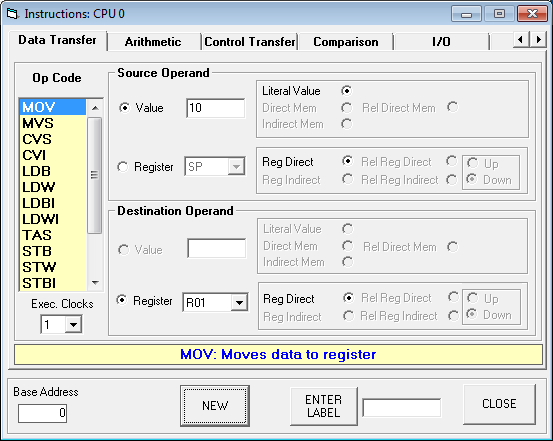 Instructions: CPU 0
Data Transfer Arithmetic Control Transfer Comparison I/O
Op Code
MOV
MVS
CVS
CVI
LDB
LDW
LDBI
LDWI
TAS
STB
STW
STBI
Exec. Clocks
1
Source Operand
Value 10
Literal Value
Direct Mem Rel Direct Mem
Indirect Mem
Register SP
Reg Direct Rel Reg Direct Up
Reg Indirect Rel Reg Indirect Down
Destination Operand
Value
Literal Value
Direct Mem Rel Direct Mem
Indirect Mem
Register R01
Reg Direct Rel Reg Direct Up
Reg Indirect Rel Reg Indirect Down
MOV: Moves data to register
Base Address
0
NEW
ENTER
LABEL
CLOSE